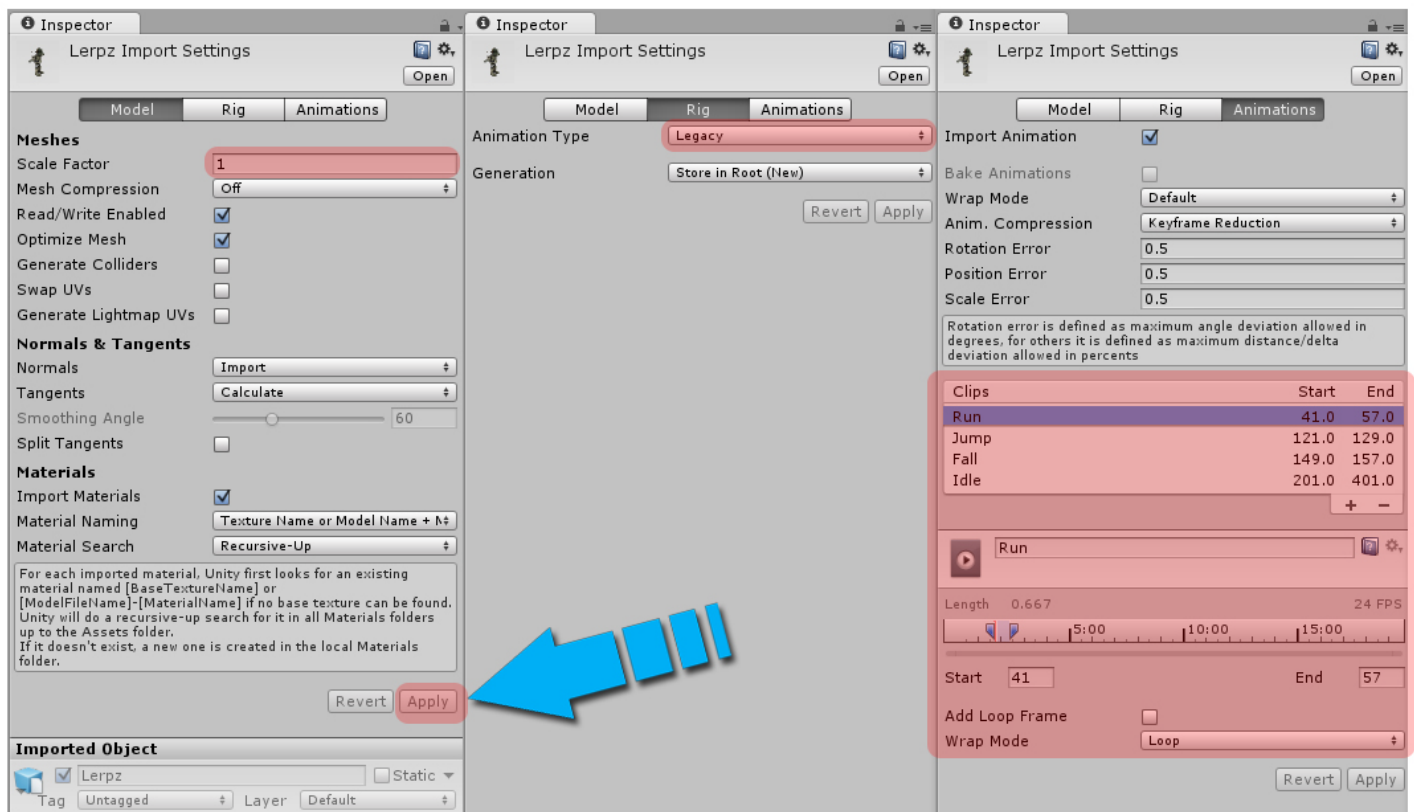 Inspector
Lerpz Import Settings
Open
Model Rig Animations
Meshes
Scale Factor 1
Mesh Compression Off
Read/Write Enabled
Optimize Mesh
Generate Colliders
Swap UVs
Generate Lightmap UVs
Normals & Tangents
Normals Import
Tangents Calculate
Smoothing Angle 60
Split Tangents
Materials
Import Materials
Material Naming Texture Name or Model Name + M
Material Search Recursive-Up
For each imported material, Unity first looks for an existing
material named [BaseTextureName] or
[ModelFileName]-[MaterialName] if no base texture can be found.
Unity will do a recursive-up search for it in all Materials folders
up to the Assets folder.
If it doesn't exist, a new one is created in the local Materials
folder.
Revert Apply
Imported Object
Lerpz Static
Tag Untagged Layer Default
Inspector
Lerpz Import Settings
Open
Model Rig Animations
Animation Type Legacy
Generation Store in Root (New)
Revert Apply
Inspector
Lerpz Import Settings
Open
Model Rig Animations
Import Animation
Bake Animations
Wrap Mode Default
Anim. Compression Keyframe Reduction
Rotation Error 0.5
Position Error 0.5
Scale Error 0.5
Rotation error is defined as maximum angle deviation allowed in
degrees, for others it is defined as maximum distance/delta
deviation allowed in percents
Clips Start End
Run 41.0 57.0
Jump 121.0 129.0
Fall 149.0 157.0
Idle 201.0 401.0
+ −
Run
Length 0.667 24 FPS
5:00 10:00 15:00
Start 41 End 57
Add Loop Frame
Wrap Mode Loop
Revert Apply